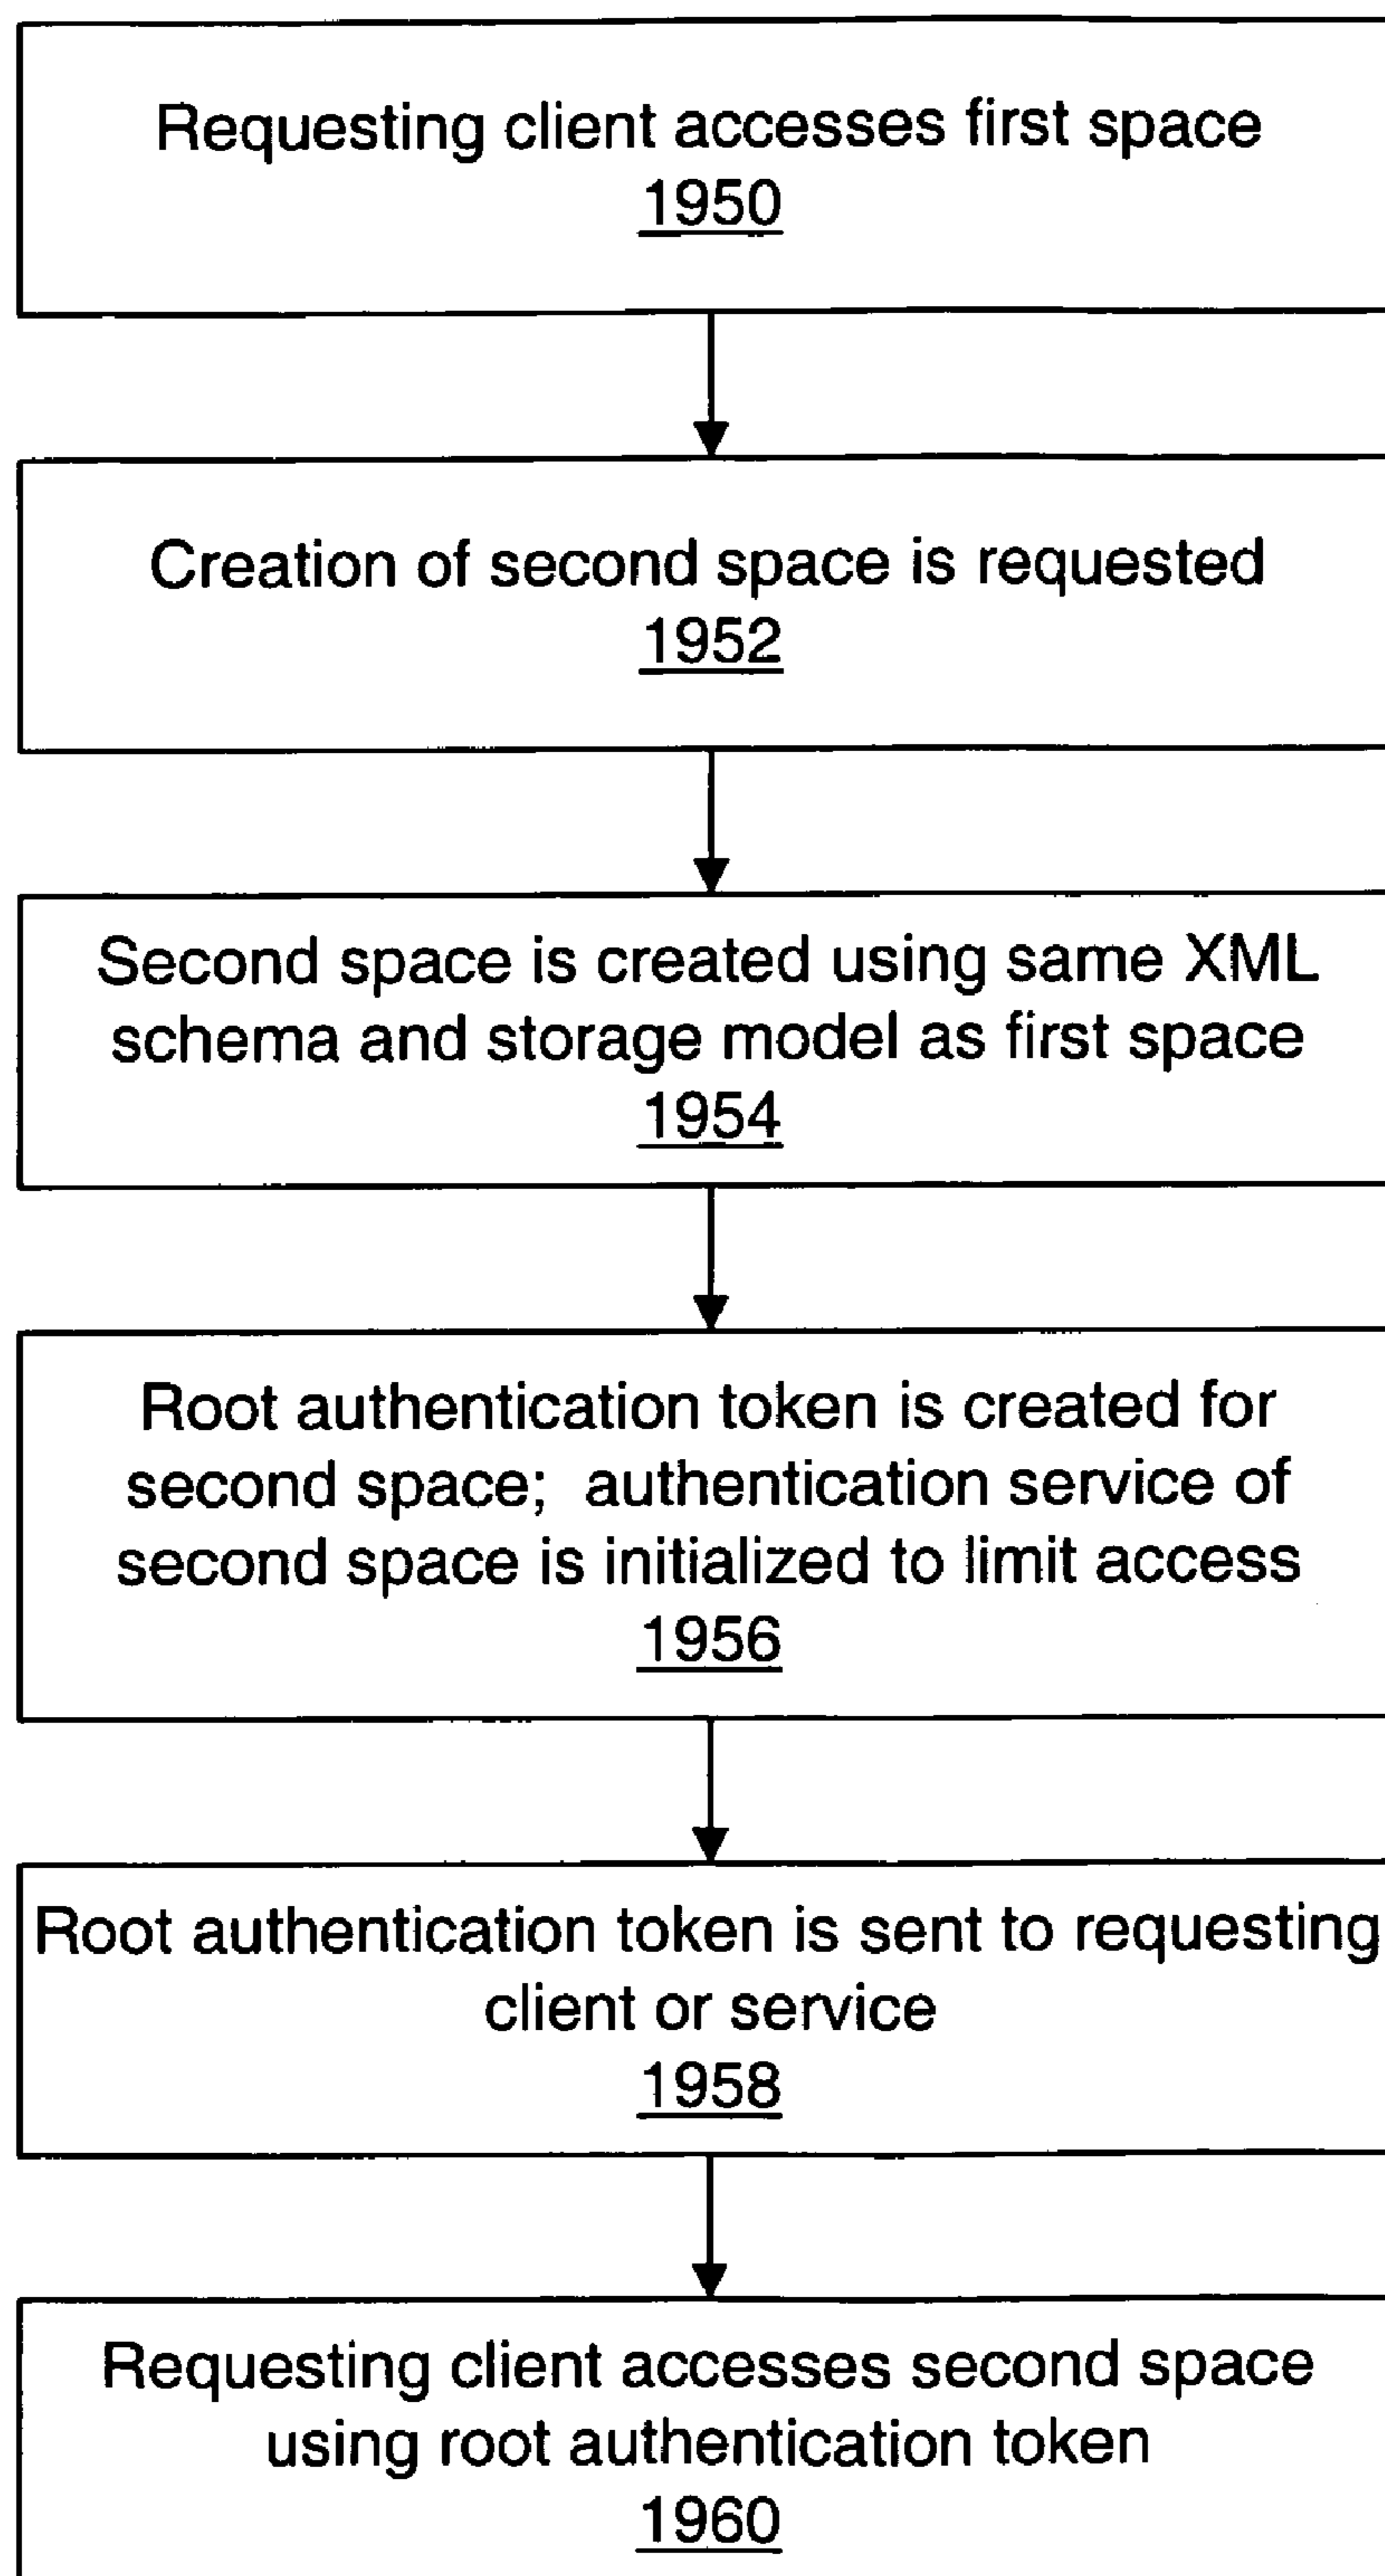 Requesting client accesses first space
1950
Creation of second space is requested
1952
Second space is created using same XML
schema and storage model as first space
1954
Root authentication token is created for
second space; authentication service of
second space is initialized to limit access
1956
Root authentication token is sent to requesting
client or service
1958
Requesting client accesses second space
using root authentication token
1960